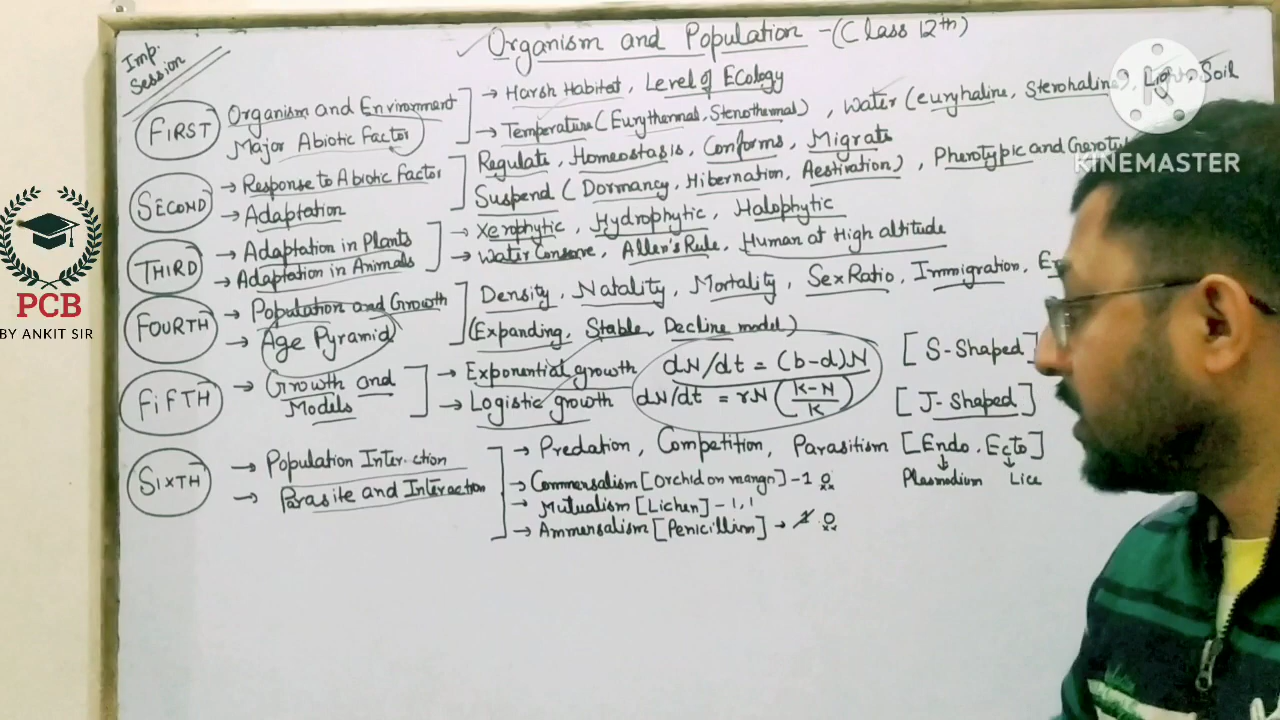 Imp.
Session
Organism and Population - (Class 12th)
FIRST
Organism and Environment
Major Abiotic Factor
→ Harsh Habitat, Level of Ecology
→ Temperature (Eurythermal, Stenothermal), Water (euryhaline, Stenohaline), Light, Soil
SECOND
→ Response to Abiotic Factor
→ Adaptation
Regulate, Homeostasis, Conforms, Migrate
Suspend (Dormancy, Hibernation, Aestivation), Phenotypic and
THIRD
→ Adaptation in Plants
→ Adaptation in Animals
→ Xerophytic, Hydrophytic, Halophytic
→ Water Conserve, Allen's Rule, Human at High altitude
FOURTH
→ Population and Growth
→ Age Pyramid
Density, Natality, Mortality, Sex Ratio, Immigration,
(Expanding, Stable, Decline model)
FiFTH
→ Growth and
Models
→ Exponential growth dN/dt = (b-d)N [S-Shaped]
→ Logistic growth dN/dt = rN (K-N/K) [J-Shaped]
SIXTH
→ Population Interaction
→ Parasite and Interaction
→ Predation, Competition, Parasitism [Endo, Ecto]
Plasmodium Lice
→ Commensalism [Orchid on mango] - 1 0
→ Mutualism [Lichen] - 1, 1
→ Ammensalism [Penicillium] →
KINEMASTER
PCB
BY ANKIT SIR